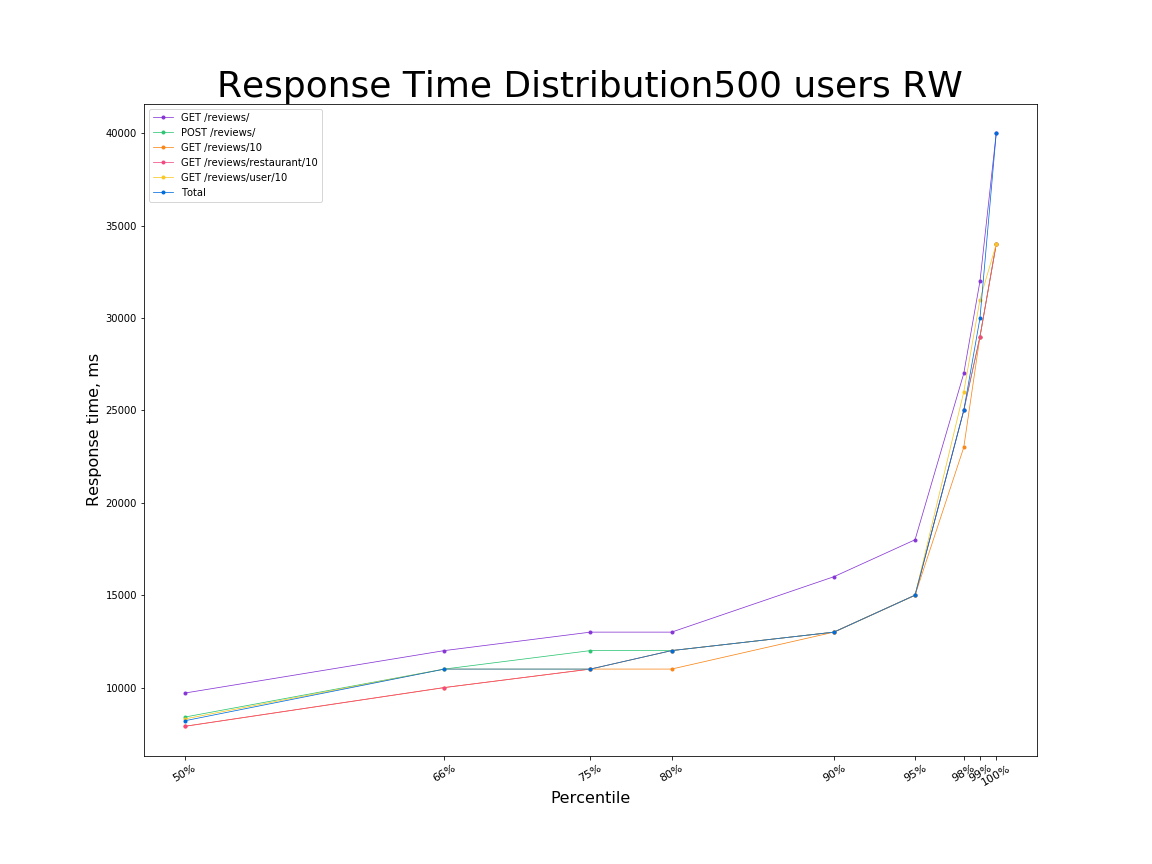 Response Time Distribution500 users RW
GET /reviews/
POST /reviews/
GET /reviews/10
GET /reviews/restaurant/10
GET /reviews/user/10
Total
40000
35000
30000
25000
20000
15000
10000
Response time, ms
50% 66% 75% 80% 90% 95% 98% 99% 100%
Percentile